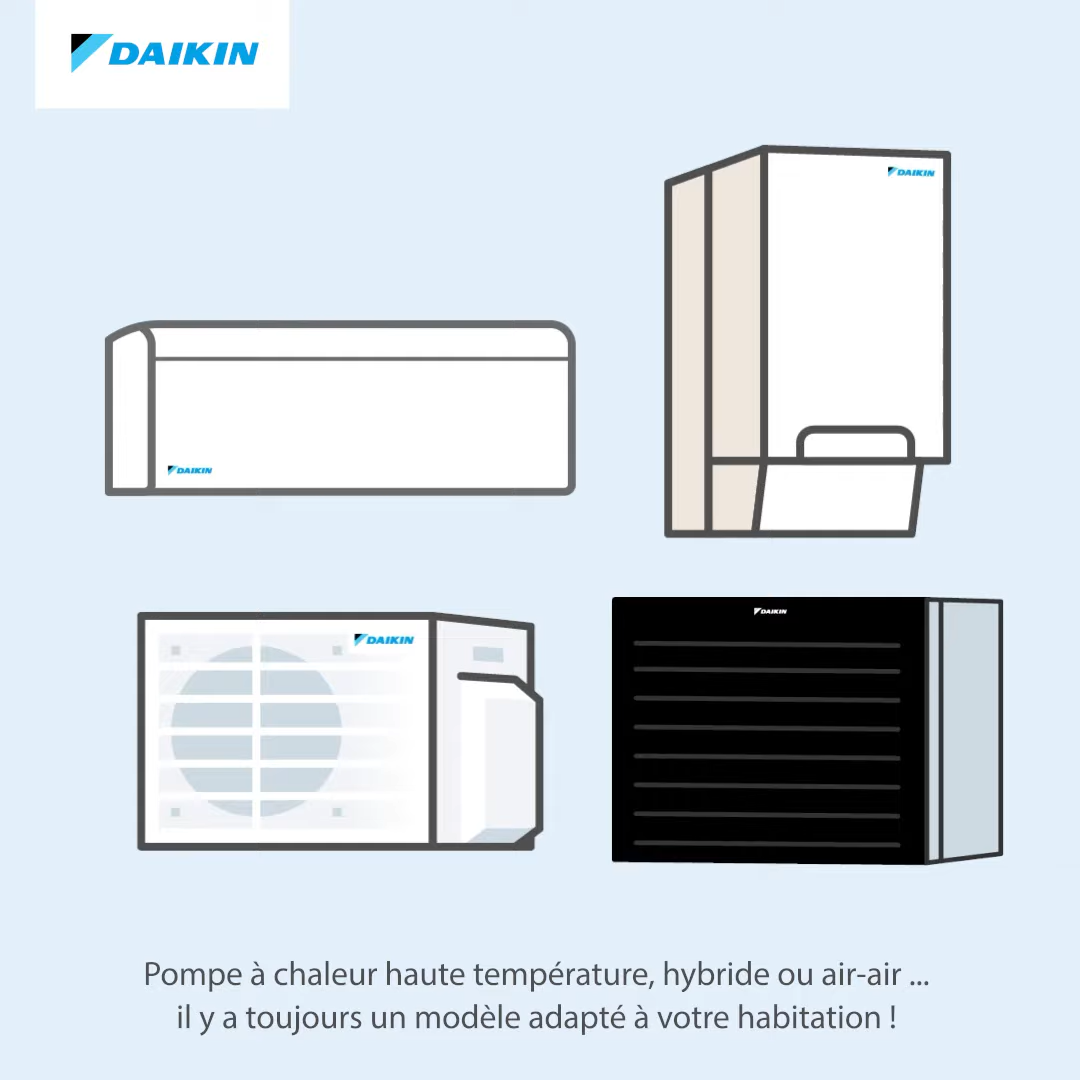 DAIKIN
DAIKIN
DAIKIN
DAIKIN
DAIKIN
Pompe à chaleur haute température, hybride ou air-air ...
il y a toujours un modèle adapté à votre habitation !